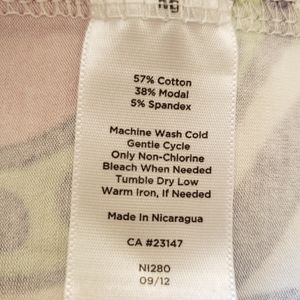 57% Cotton
38% Modal
5% Spandex
Machine Wash Cold
Gentle Cycle
Only Non-Chlorine
Bleach When Needed
Tumble Dry Low
Warm Iron, If Needed
Made In Nicaragua
CA #23147
NI280
09/12